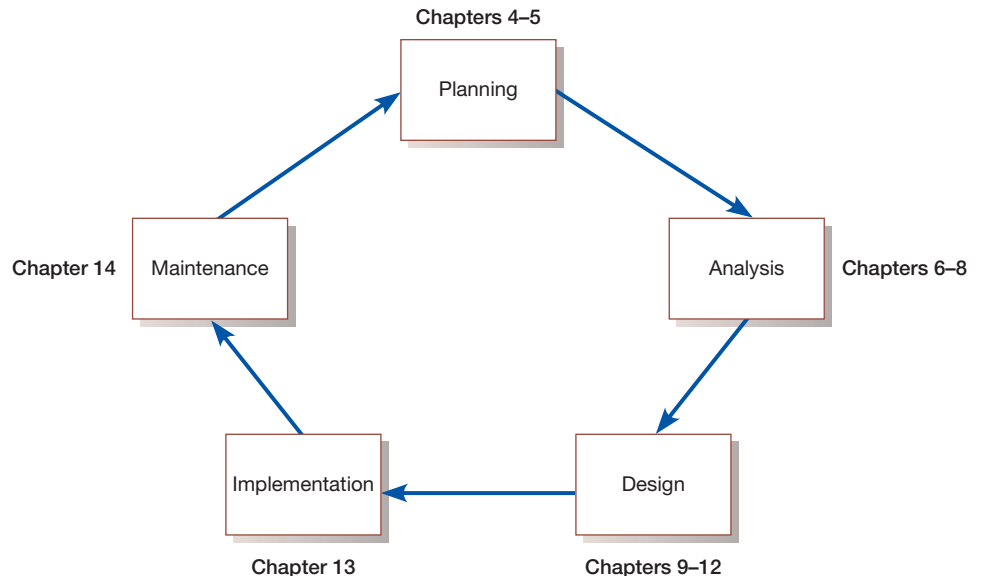 Chapters 4–5
Planning
Chapter 14
Maintenance
Analysis
Chapters 6–8
Implementation
Design
Chapter 13
Chapters 9–12